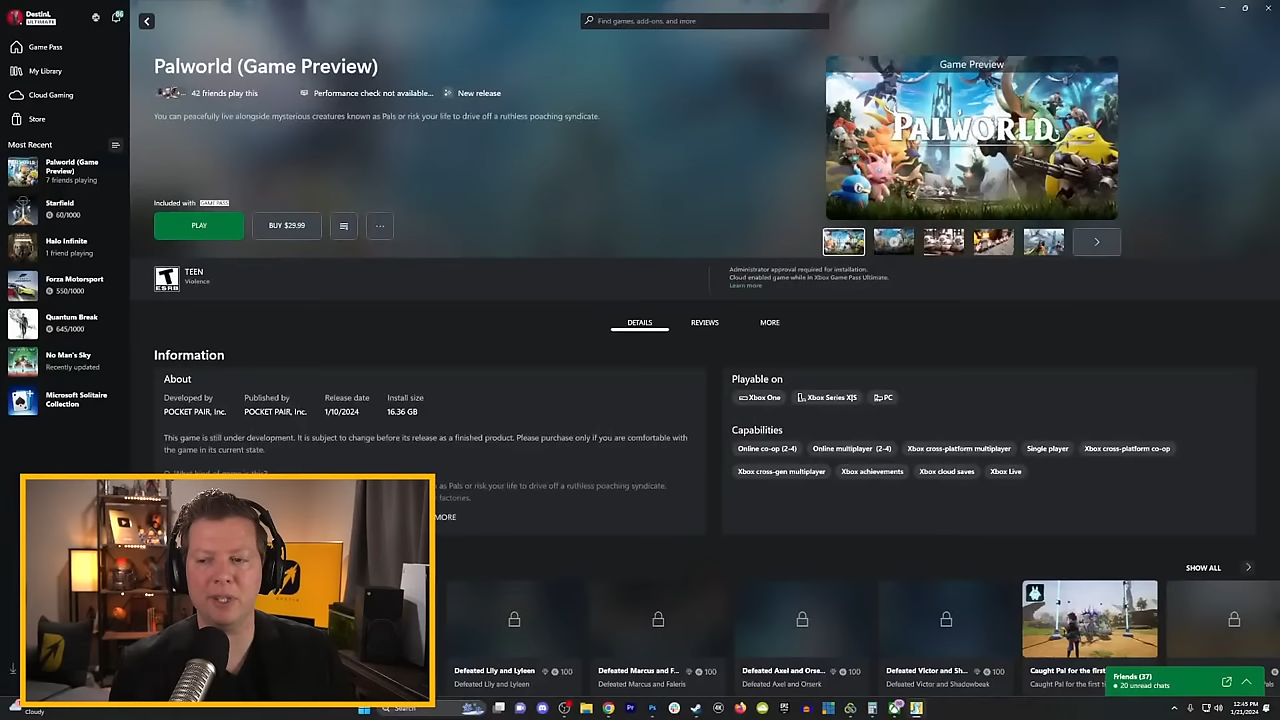 DestinL
ULTIMATE
Find games, add-ons, and more
Game Pass
My Library
Cloud Gaming
Store
Most Recent
Palworld (Game
Preview)
7 friends playing
Starfield
60/1000
Halo Infinite
1 friend playing
Forza Motorsport
550/1000
Quantum Break
645/1000
No Man's Sky
Recently updated
Microsoft Solitaire
Collection
Palworld (Game Preview)
42 friends play this
Performance check not available...
New release
You can peacefully live alongside mysterious creatures known as Pals or risk your life to drive off a ruthless poaching syndicate.
Included with GAME PASS
PLAY
BUY $29.99
...
Game Preview
PALWORLD
T
ESRB
TEEN
Violence
Administrator approval required for installation.
Cloud enabled game while in Xbox Game Pass Ultimate.
Learn more
DETAILS
REVIEWS
MORE
Information
About
Developed by
POCKET PAIR, Inc.
Published by
POCKET PAIR, Inc.
Release date
1/10/2024
Install size
16.36 GB
This game is still under development. It is subject to change before its release as a finished product. Please purchase only if you are comfortable with
the game in its current state.
Q. What kind of game is this?
as Pals or risk your life to drive off a ruthless poaching syndicate.
factories.
MORE
Playable on
Xbox One
Xbox Series X|S
PC
Capabilities
Online co-op (2-4)
Online multiplayer (2-4)
Xbox cross-platform multiplayer
Single player
Xbox cross-platform co-op
Xbox cross-gen multiplayer
Xbox achievements
Xbox cloud saves
Xbox Live
SHOW ALL
Defeated Lily and Lyleen
100
Defeated Lily and Lyleen
Defeated Marcus and F...
100
Defeated Marcus and Faleris
Defeated Axel and Orse...
100
Defeated Axel and Orserk
Defeated Victor and Sh...
100
Defeated Victor and Shadowbeak
Caught Pal for the first
Caught Pal for the first
Friends (37)
20 unread chats
Cloudy
Search
12:45 PM
1/21/2024